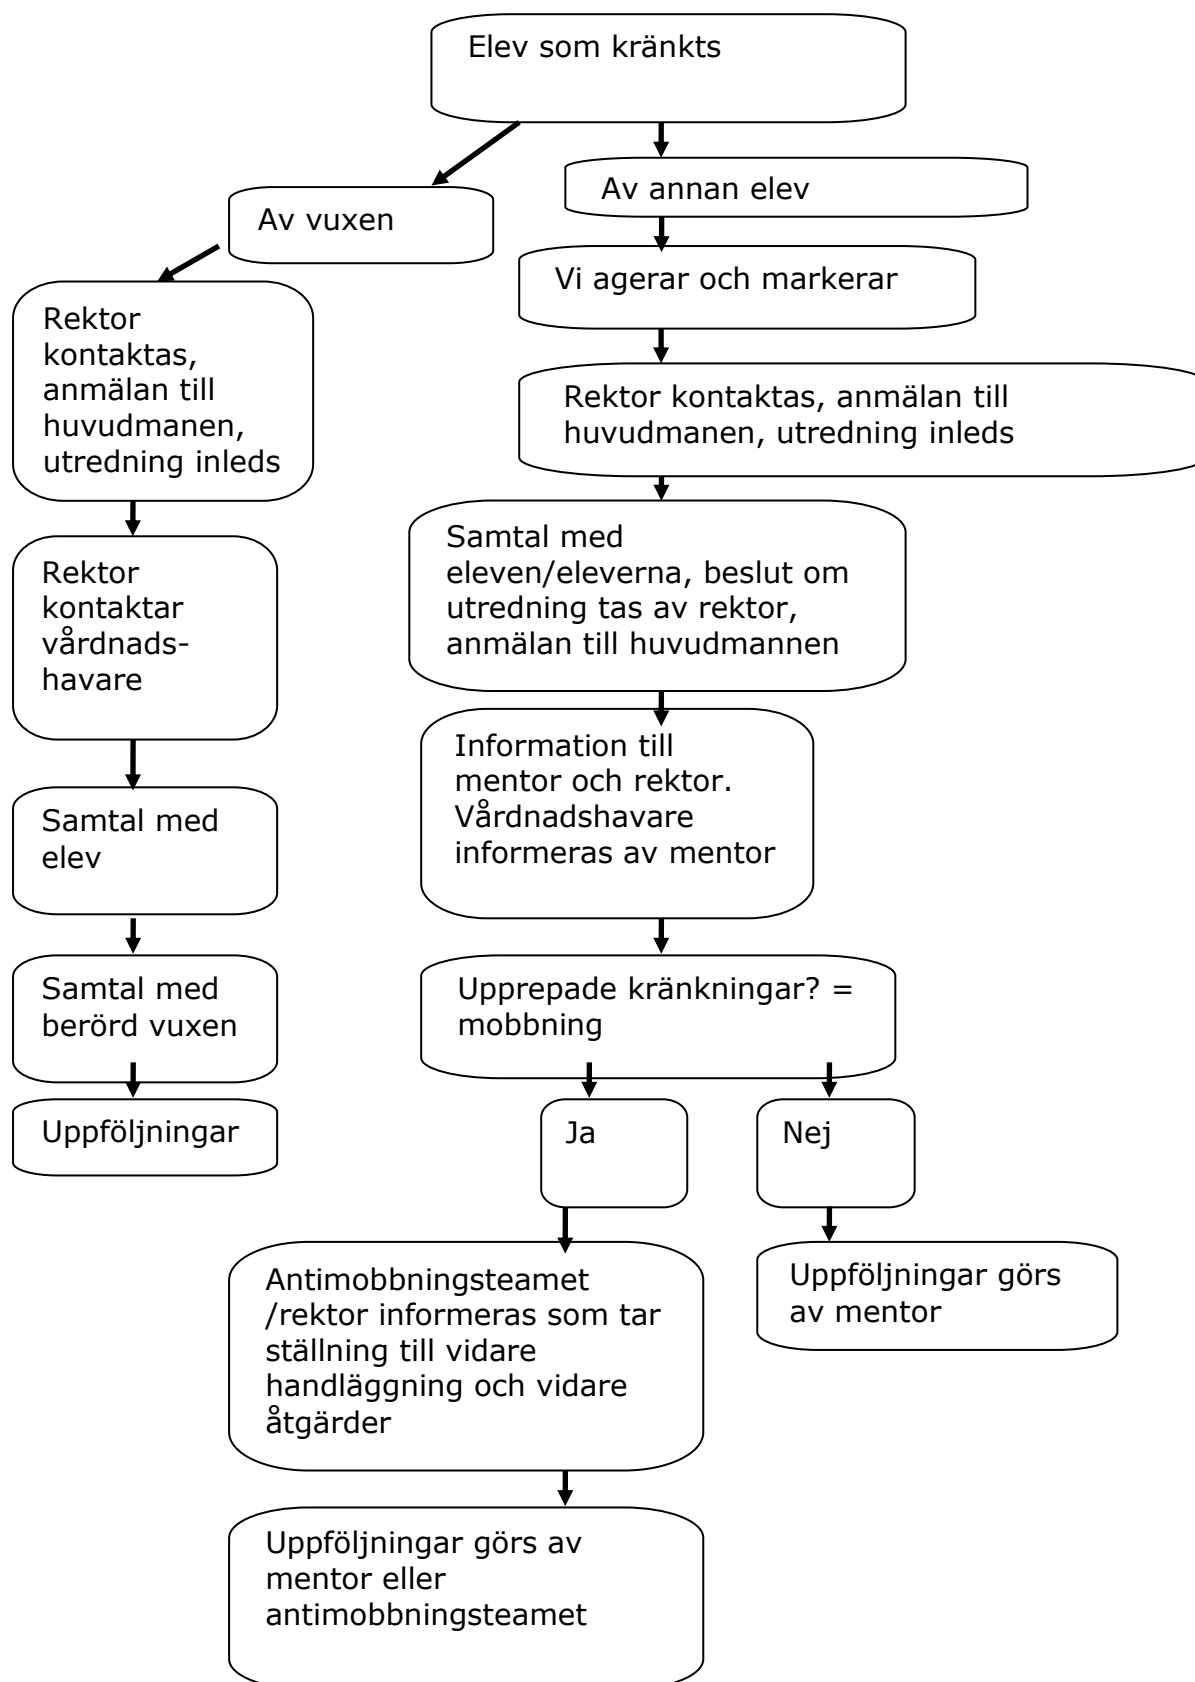 Elev som kränkts
Av vuxen
Rektor
kontaktas,
anmälan till
huvudmanen,
utredning inleds
Rektor
kontaktar
vårdnads-
havare
Samtal med
elev
Samtal med
berörd vuxen
Uppföljningar
Av annan elev
Vi agerar och markerar
Rektor kontaktas, anmälan till
huvudmanen, utredning inleds
Samtal med
eleven/eleverna, beslut om
utredning tas av rektor,
anmälan till huvudmannen
Information till
mentor och rektor.
Vårdnadshavare
informeras av mentor
Upprepade kränkningar? =
mobbning
Ja
Nej
Antimobbningsteamet
/rektor informeras som tar
ställning till vidare
handläggning och vidare
åtgärder
Uppföljningar görs
av mentor
Uppföljningar görs av
mentor eller
antimobbningsteamet